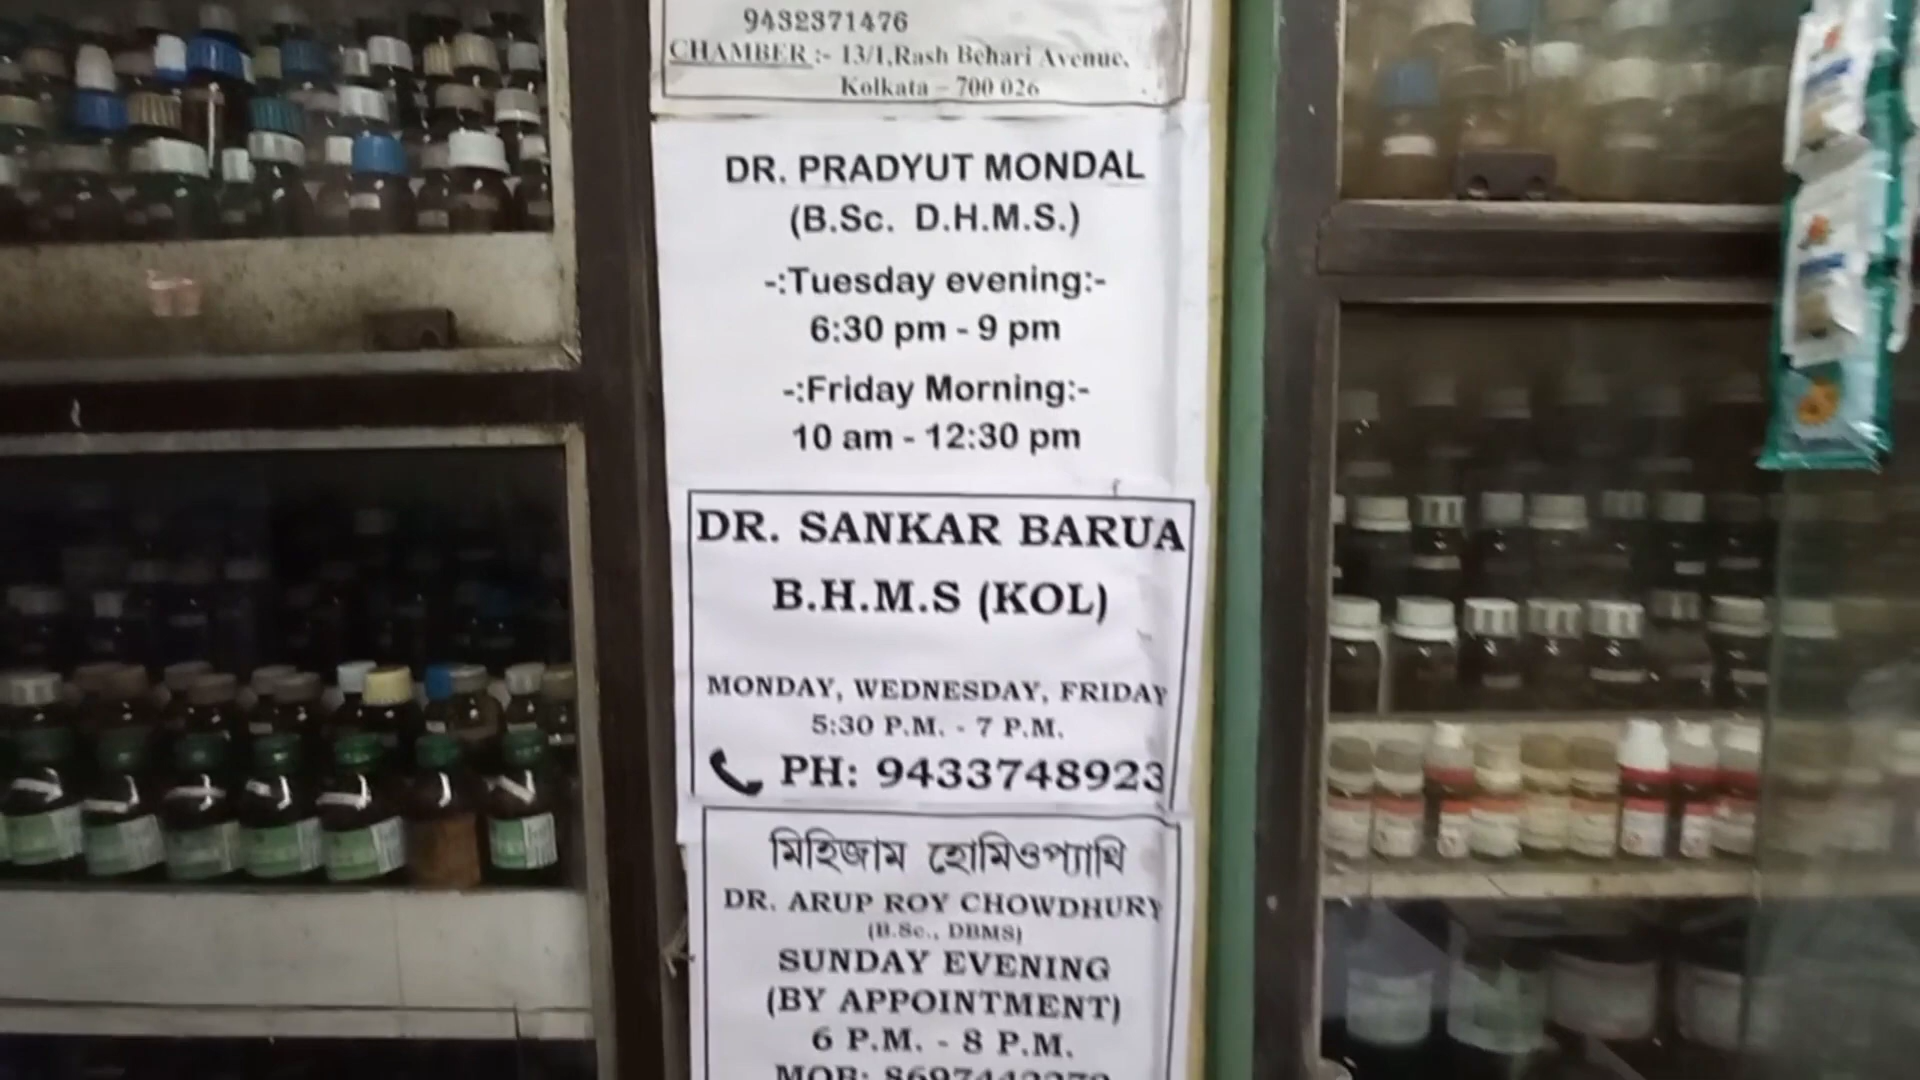 9432371476
CHAMBER :- 13/1,Rash Behari Avenue,
Kolkata - 700 026
DR. PRADYUT MONDAL
(B.Sc. D.H.M.S.)
-:Tuesday evening:-
6:30 pm - 9 pm
-:Friday Morning:-
10 am - 12:30 pm
DR. SANKAR BARUA
B.H.M.S (KOL)
MONDAY, WEDNESDAY, FRIDAY
5:30 P.M. - 7 P.M.
PH: 9433748923
মিহিজাম হোমিওপ্যাথি
DR. ARUP ROY CHOWDHURY
(B.Sc., DBMS)
SUNDAY EVENING
(BY APPOINTMENT)
6 P.M. - 8 P.M.
MOB: